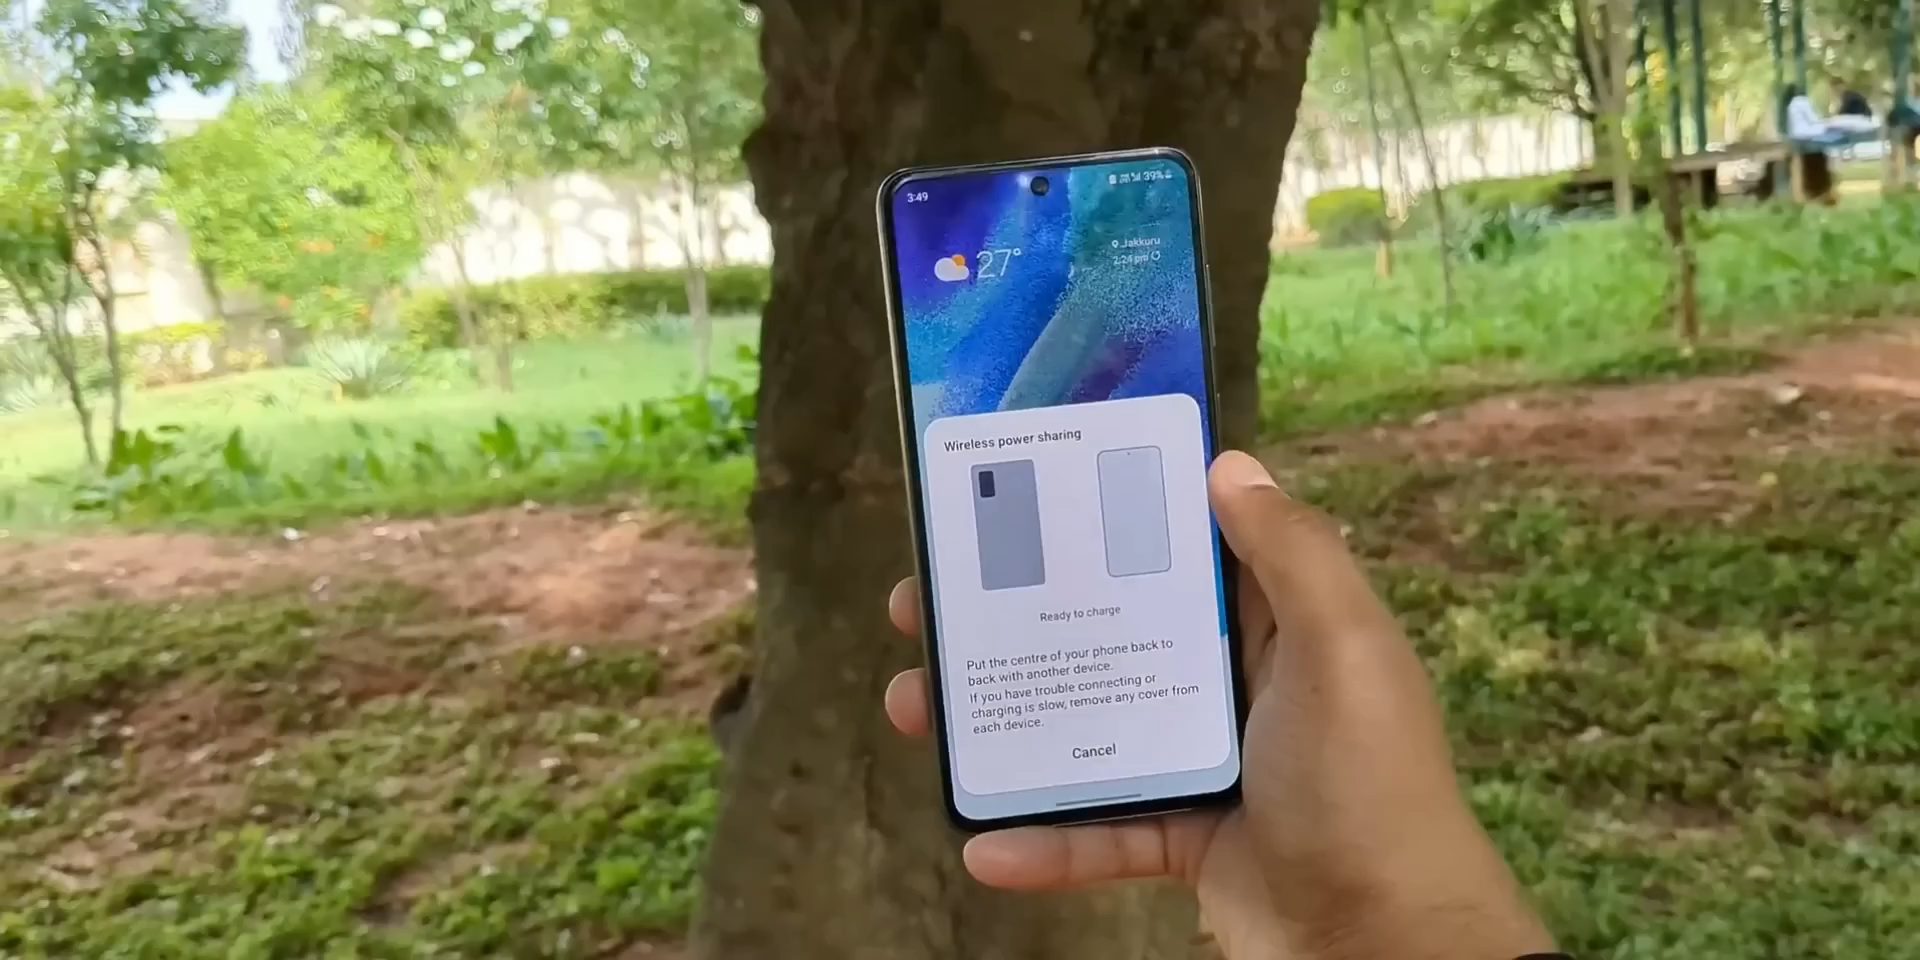 3:49
39%
27°
Jakkuru
2:24 pm
Wireless power sharing
Ready to charge
Put the centre of your phone back to
back with another device.
If you have trouble connecting or
charging is slow, remove any cover from
each device.
Cancel